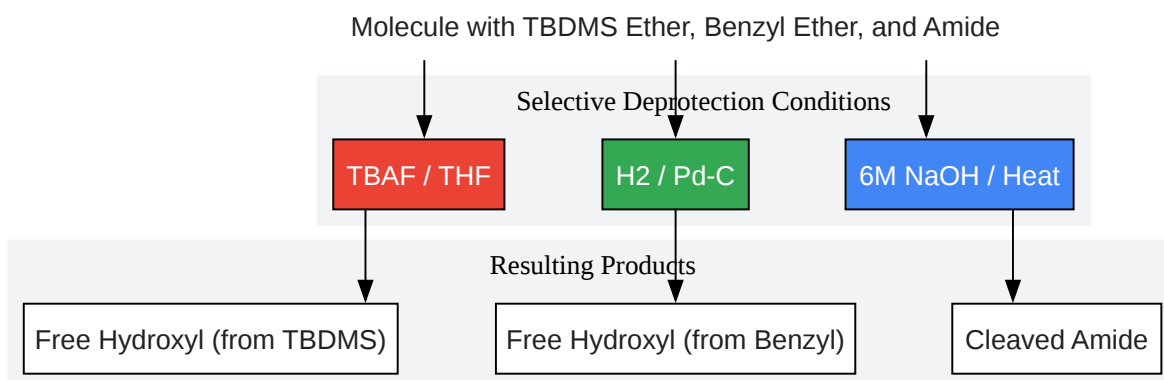 Molecule with TBDMS Ether, Benzyl Ether, and Amide
Selective Deprotection Conditions
TBAF / THF
H2 / Pd-C
6M NaOH / Heat
Resulting Products
Free Hydroxyl (from TBDMS)
Free Hydroxyl (from Benzyl)
Cleaved Amide